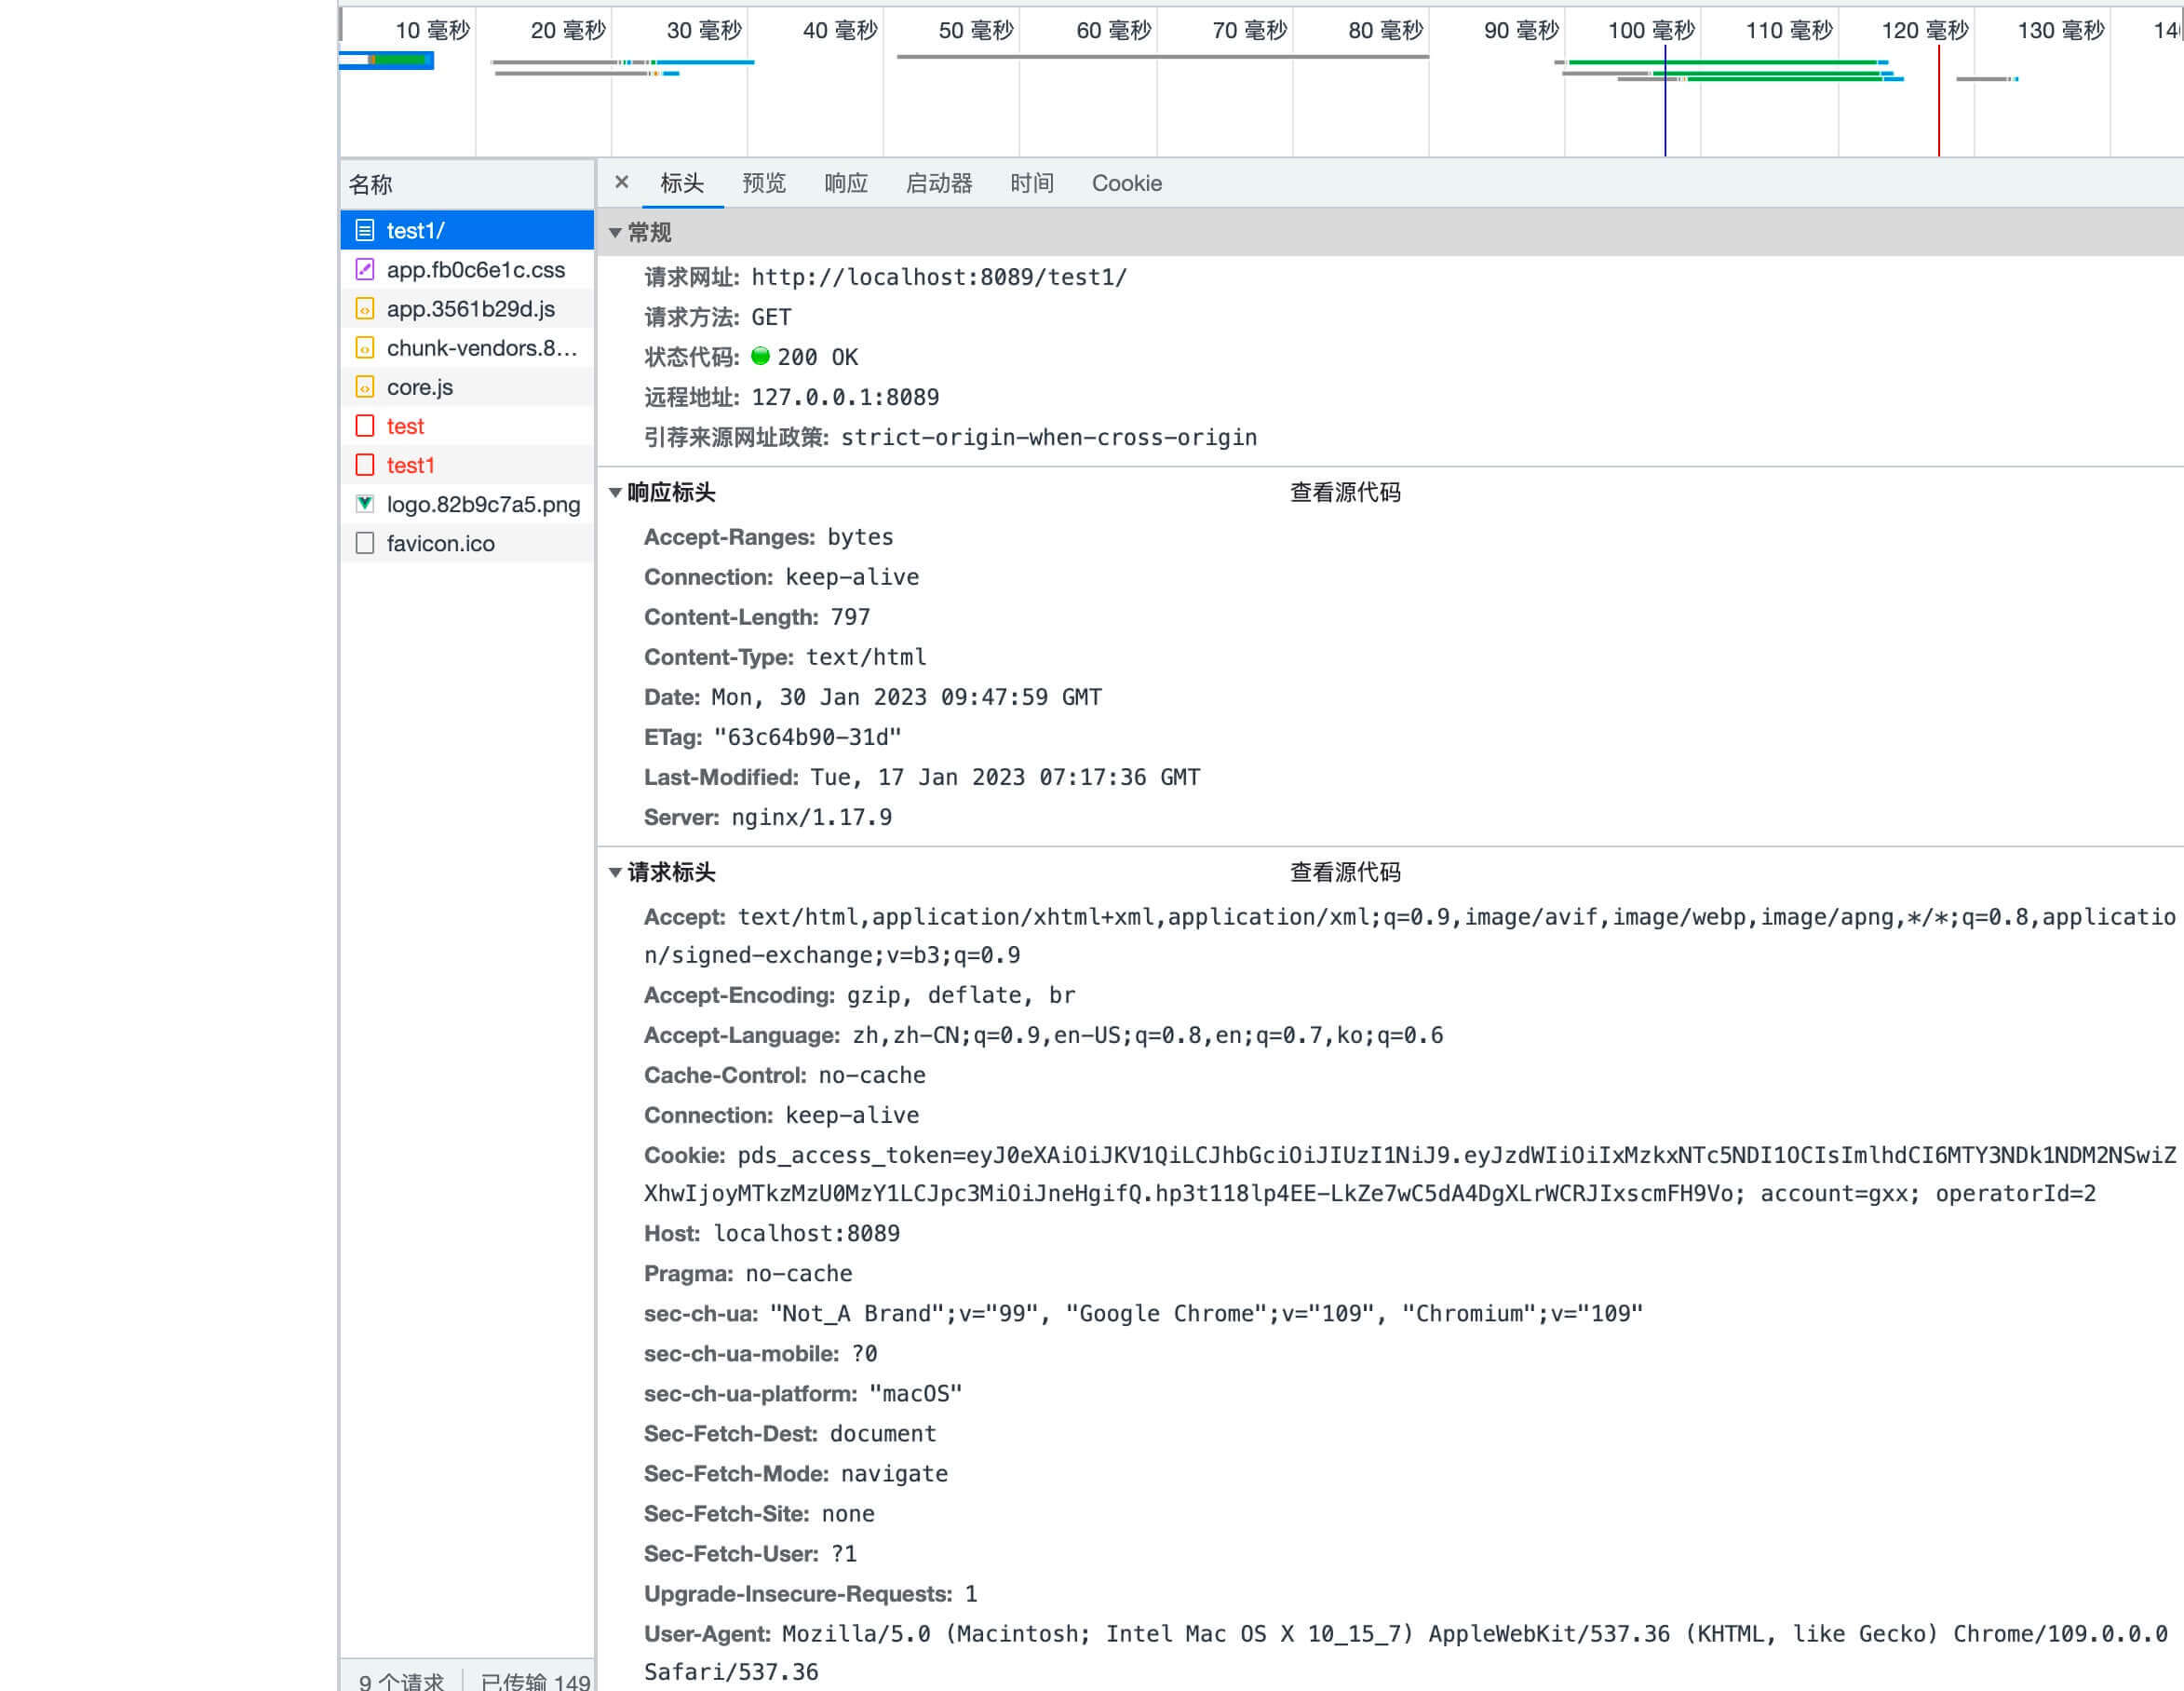 10 毫秒
20 毫秒
30 毫秒
40 毫秒
50 毫秒
60 毫秒
70 毫秒
80 毫秒
90 毫秒
100 毫秒
110 毫秒
120 毫秒
130 毫秒
名称
× 标头 预览 响应 启动器 时间 Cookie
test1/
app.fb0c6e1c.css
app.3561b29d.js
chunk-vendors.8...
core.js
test
test1
logo.82b9c7a5.png
favicon.ico
常规
请求网址: http://localhost:8089/test1/
请求方法: GET
状态代码: 200 OK
远程地址: 127.0.0.1:8089
引荐来源网址政策: strict-origin-when-cross-origin
响应标头 查看源代码
Accept-Ranges: bytes
Connection: keep-alive
Content-Length: 797
Content-Type: text/html
Date: Mon, 30 Jan 2023 09:47:59 GMT
ETag: "63c64b90-31d"
Last-Modified: Tue, 17 Jan 2023 07:17:36 GMT
Server: nginx/1.17.9
请求标头 查看源代码
Accept: text/html,application/xhtml+xml,application/xml;q=0.9,image/avif,image/webp,image/apng,*/*;q=0.8,applicatio
n/signed-exchange;v=b3;q=0.9
Accept-Encoding: gzip, deflate, br
Accept-Language: zh,zh-CN;q=0.9,en-US;q=0.8,en;q=0.7,ko;q=0.6
Cache-Control: no-cache
Connection: keep-alive
Cookie: pds_access_token=eyJ0eXAiOiJKV1QiLCJhbGciOiJIUzI1NiJ9.eyJzdWIiOiIxMzkxNTc5NDI1OCIsImlhdCI6MTY3NDk1NDM2NSwiZ
XhwIjoyMTkzMzU0MzY1LCJpc3MiOiJneHgifQ.hp3t118lp4EE-LkZe7wC5dA4DgXLrWCRJIxscmFH9Vo; account=gxx; operatorId=2
Host: localhost:8089
Pragma: no-cache
sec-ch-ua: "Not_A Brand";v="99", "Google Chrome";v="109", "Chromium";v="109"
sec-ch-ua-mobile: ?0
sec-ch-ua-platform: "macOS"
Sec-Fetch-Dest: document
Sec-Fetch-Mode: navigate
Sec-Fetch-Site: none
Sec-Fetch-User: ?1
Upgrade-Insecure-Requests: 1
User-Agent: Mozilla/5.0 (Macintosh; Intel Mac OS X 10_15_7) AppleWebKit/537.36 (KHTML, like Gecko) Chrome/109.0.0.0
Safari/537.36
9 个请求 已传输 149